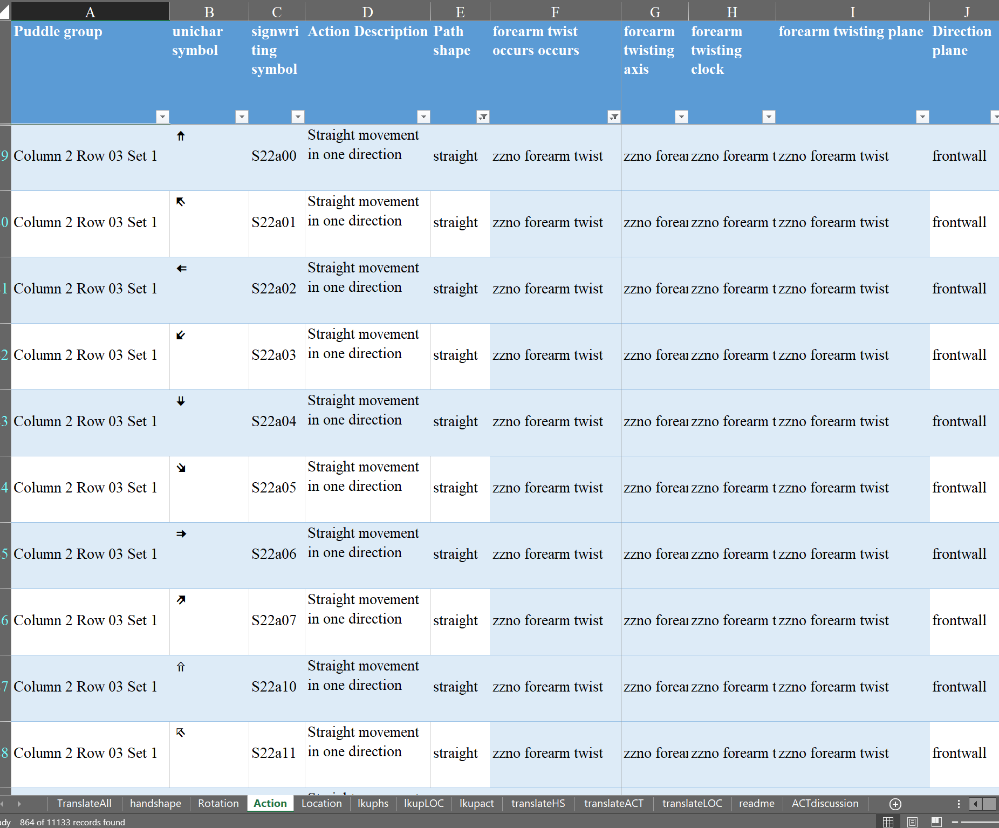 A B C D E F G H I J
Puddle group unichar signwri Action Description Path forearm twist forearm forearm forearm twisting plane Direction
symbol ting shape occurs occurs twisting twisting plane
symbol axis clock
⇑ Straight movement
9 Column 2 Row 03 Set 1 S22a00 in one direction straight zzno forearm twist zzno forear zzno forearm t zzno forearm twist frontwall
⇖ Straight movement
0 Column 2 Row 03 Set 1 S22a01 in one direction straight zzno forearm twist zzno forear zzno forearm t zzno forearm twist frontwall
⇐ Straight movement
1 Column 2 Row 03 Set 1 S22a02 in one direction straight zzno forearm twist zzno forear zzno forearm t zzno forearm twist frontwall
⇙ Straight movement
2 Column 2 Row 03 Set 1 S22a03 in one direction straight zzno forearm twist zzno forear zzno forearm t zzno forearm twist frontwall
⇓ Straight movement
3 Column 2 Row 03 Set 1 S22a04 in one direction straight zzno forearm twist zzno forear zzno forearm t zzno forearm twist frontwall
⇘ Straight movement
4 Column 2 Row 03 Set 1 S22a05 in one direction straight zzno forearm twist zzno forear zzno forearm t zzno forearm twist frontwall
⇒ Straight movement
5 Column 2 Row 03 Set 1 S22a06 in one direction straight zzno forearm twist zzno forear zzno forearm t zzno forearm twist frontwall
⇗ Straight movement
6 Column 2 Row 03 Set 1 S22a07 in one direction straight zzno forearm twist zzno forear zzno forearm t zzno forearm twist frontwall
⇑ Straight movement
7 Column 2 Row 03 Set 1 S22a10 in one direction straight zzno forearm twist zzno forear zzno forearm t zzno forearm twist frontwall
⇖ Straight movement
8 Column 2 Row 03 Set 1 S22a11 in one direction straight zzno forearm twist zzno forear zzno forearm t zzno forearm twist frontwall
TranslateAll handshape Rotation Action Location lkuphs lkupLOC lkupact translateHS translateACT translateLOC readme ACTdiscussion
ady 864 of 11133 records found